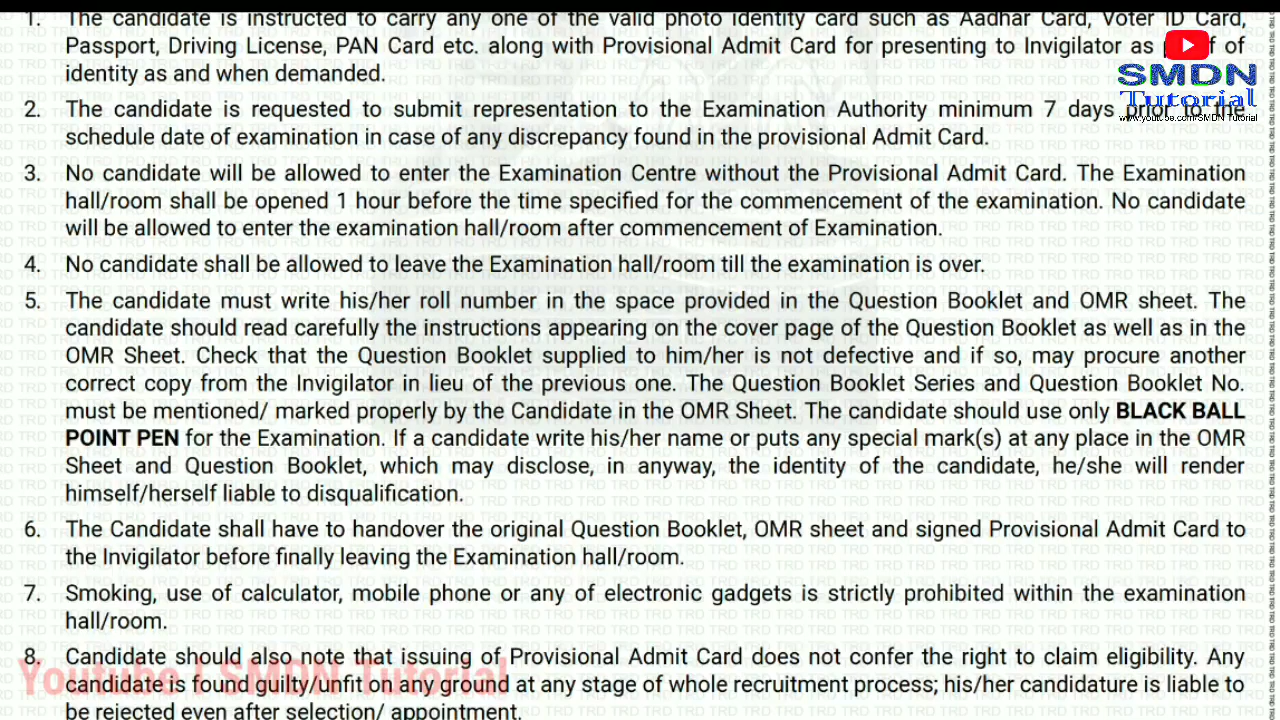 1. The candidate is instructed to carry any one of the valid photo identity card such as Aadhar Card, Voter ID Card,
Passport, Driving License, PAN Card etc. along with Provisional Admit Card for presenting to Invigilator as of
identity as and when demanded.
SMDN
Tutorial
www.youtube.com/SMDN Tutorial
2. The candidate is requested to submit representation to the Examination Authority minimum 7 days
schedule date of examination in case of any discrepancy found in the provisional Admit Card.
3. No candidate will be allowed to enter the Examination Centre without the Provisional Admit Card. The Examination
hall/room shall be opened 1 hour before the time specified for the commencement of the examination. No candidate
will be allowed to enter the examination hall/room after commencement of Examination.
4. No candidate shall be allowed to leave the Examination hall/room till the examination is over.
5. The candidate must write his/her roll number in the space provided in the Question Booklet and OMR sheet. The
candidate should read carefully the instructions appearing on the cover page of the Question Booklet as well as in the
OMR Sheet. Check that the Question Booklet supplied to him/her is not defective and if so, may procure another
correct copy from the Invigilator in lieu of the previous one. The Question Booklet Series and Question Booklet No.
must be mentioned/ marked properly by the Candidate in the OMR Sheet. The candidate should use only BLACK BALL
POINT PEN for the Examination. If a candidate write his/her name or puts any special mark(s) at any place in the OMR
Sheet and Question Booklet, which may disclose, in anyway, the identity of the candidate, he/she will render
himself/herself liable to disqualification.
6. The Candidate shall have to handover the original Question Booklet, OMR sheet and signed Provisional Admit Card to
the Invigilator before finally leaving the Examination hall/room.
7. Smoking, use of calculator, mobile phone or any of electronic gadgets is strictly prohibited within the examination
hall/room.
8. Candidate should also note that issuing of Provisional Admit Card does not confer the right to claim eligibility. Any
candidate is found guilty/unfit on any ground at any stage of whole recruitment process; his/her candidature is liable to
be rejected even after selection/ appointment.
Youtube | SMDN Tutorial